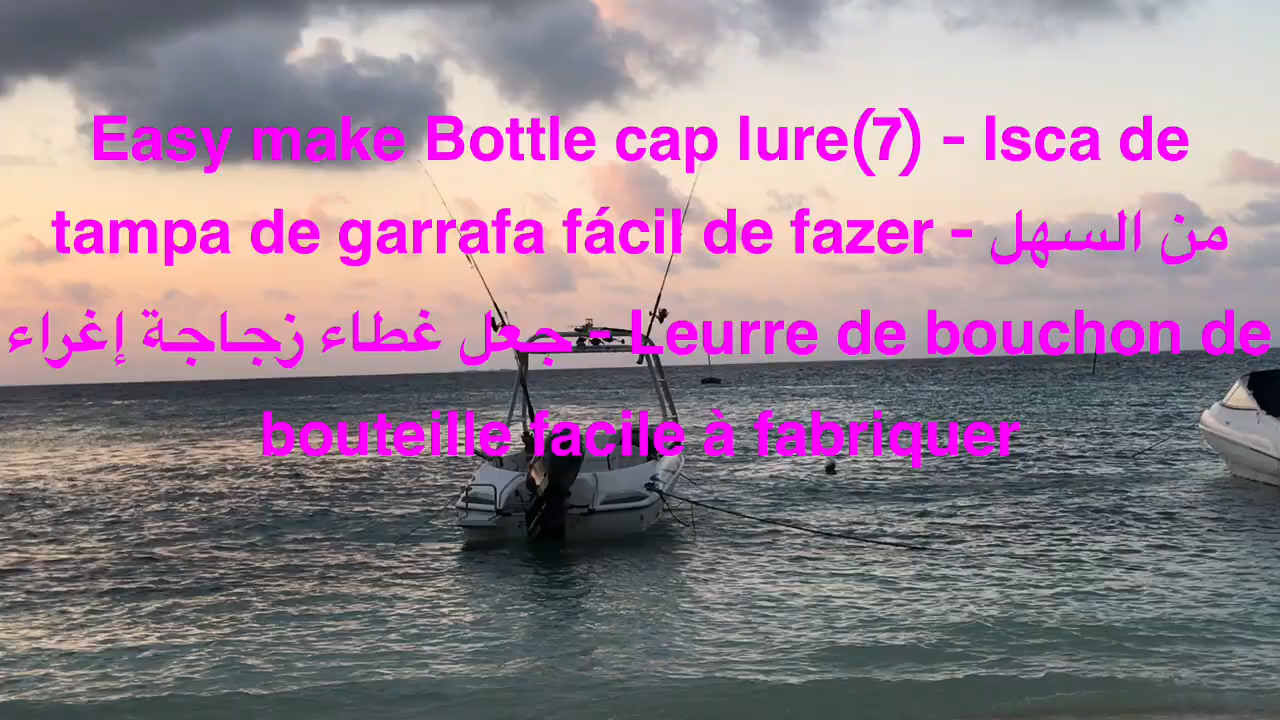 Easy make Bottle cap lure(7) - Isca de
tampa de garrafa fácil de fazer - من السهل
جعل غطاء زجاجة إغراء - Leurre de bouchon de
bouteille facile à fabriquer